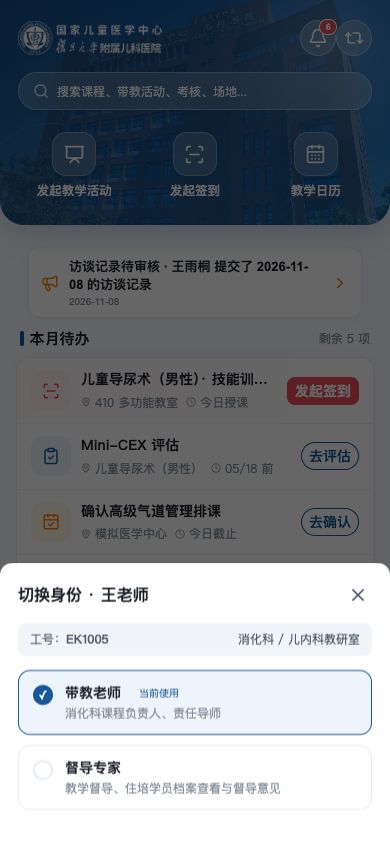 国家儿童医学中心
復旦大学附属儿科医院
6
搜索课程、带教活动、考核、场地...
发起教学活动
发起签到
教学日历
访谈记录待审核 · 王雨桐 提交了 2026-11-
08 的访谈记录
2026-11-08
本月待办
剩余 5 项
儿童导尿术（男性）· 技能训...
410 多功能教室 今日授课
发起签到
Mini-CEX 评估
儿童导尿术（男性） 05/18 前
去评估
确认高级气道管理排课
模拟医学中心 今日截止
去确认
切换身份 · 王老师
工号：EK1005
消化科 / 儿内科教研室
带教老师 当前使用
消化科课程负责人、责任导师
督导专家
教学督导、住培学员档案查看与督导意见